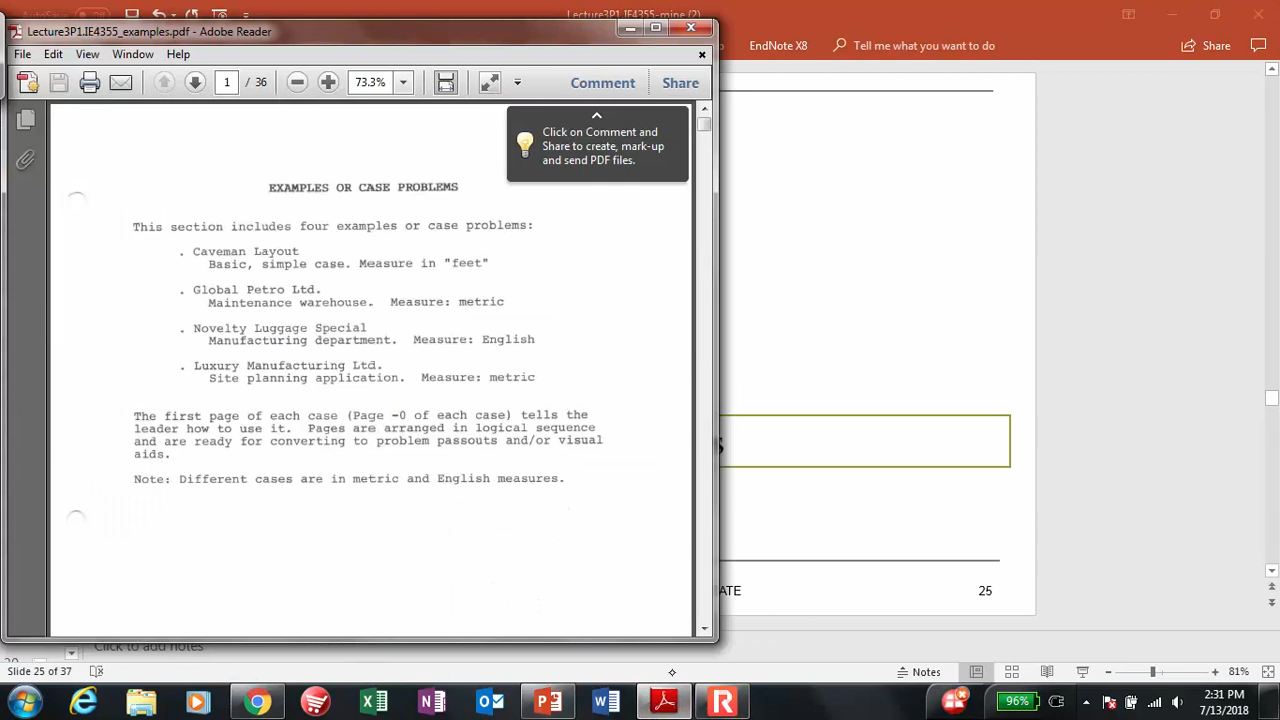 AutoSave
Lecture3P1.IE4355-mine (2)
Lecture3P1.IE4355_examples.pdf - Adobe Reader
File Edit View Window Help
EndNote X8
Tell me what you want to do
Share
1 / 36
73.3%
Comment
Share
Click on Comment and
Share to create, mark-up
and send PDF files.
EXAMPLES OR CASE PROBLEMS
This section includes four examples or case problems:
. Caveman Layout
Basic, simple case. Measure in "feet"
. Global Petro Ltd.
Maintenance warehouse. Measure: metric
. Novelty Luggage Special
Manufacturing department. Measure: English
. Luxury Manufacturing Ltd.
Site planning application. Measure: metric
The first page of each case (Page -0 of each case) tells the
leader how to use it. Pages are arranged in logical sequence
and are ready for converting to problem passouts and/or visual
aids.
Note: Different cases are in metric and English measures.
ATE
25
Click to add notes
Slide 25 of 37
Notes
81%
96%
2:31 PM
7/13/2018